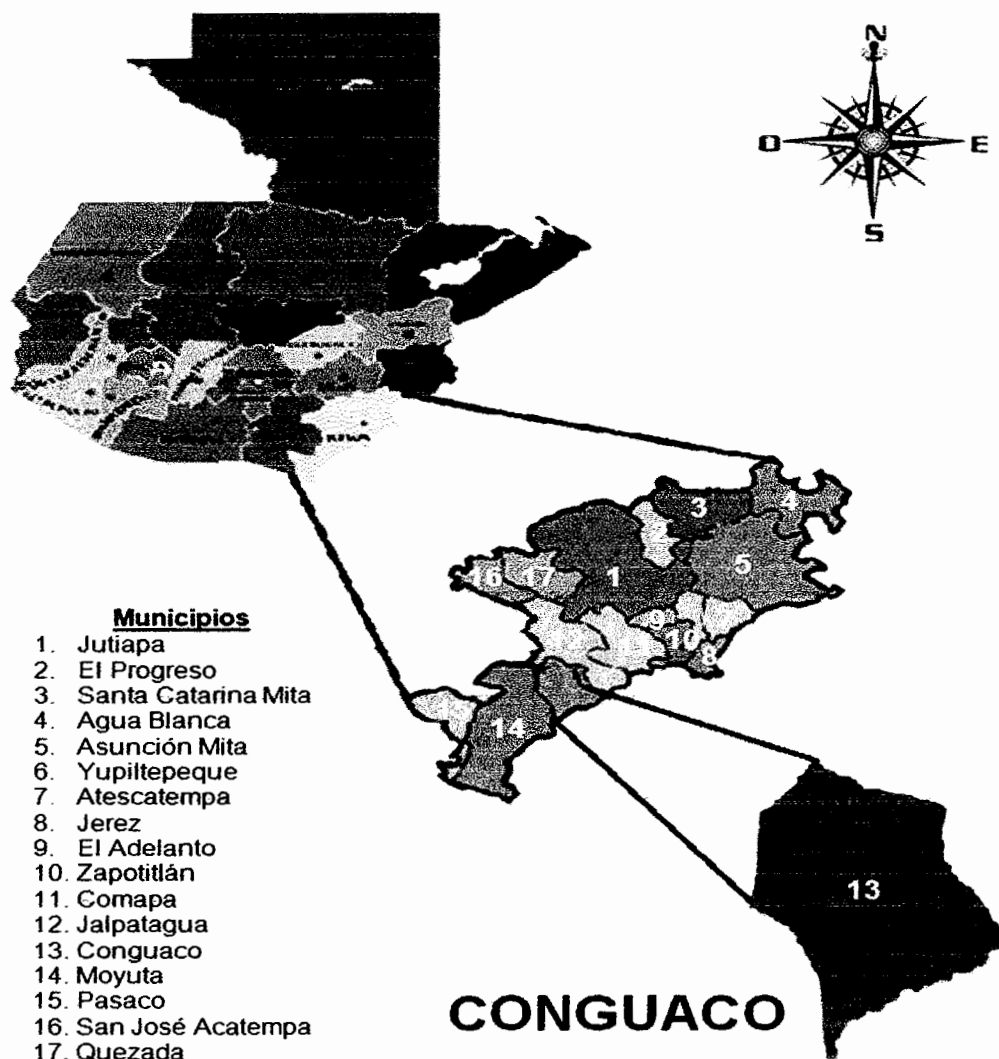 N
O E
S
3
4
5
1
16
17
9
10
8
12
14
13
Municipios
1. Jutiapa
2. El Progreso
3. Santa Catarina Mita
4. Agua Blanca
5. Asunción Mita
6. Yupiltepeque
7. Atescatempa
8. Jerez
9. El Adelanto
10. Zapotitlán
11. Comapa
12. Jalpatagua
13. Conguaco
14. Moyuta
15. Pasaco
16. San José Acatempa
17. Quezada
CONGUACO